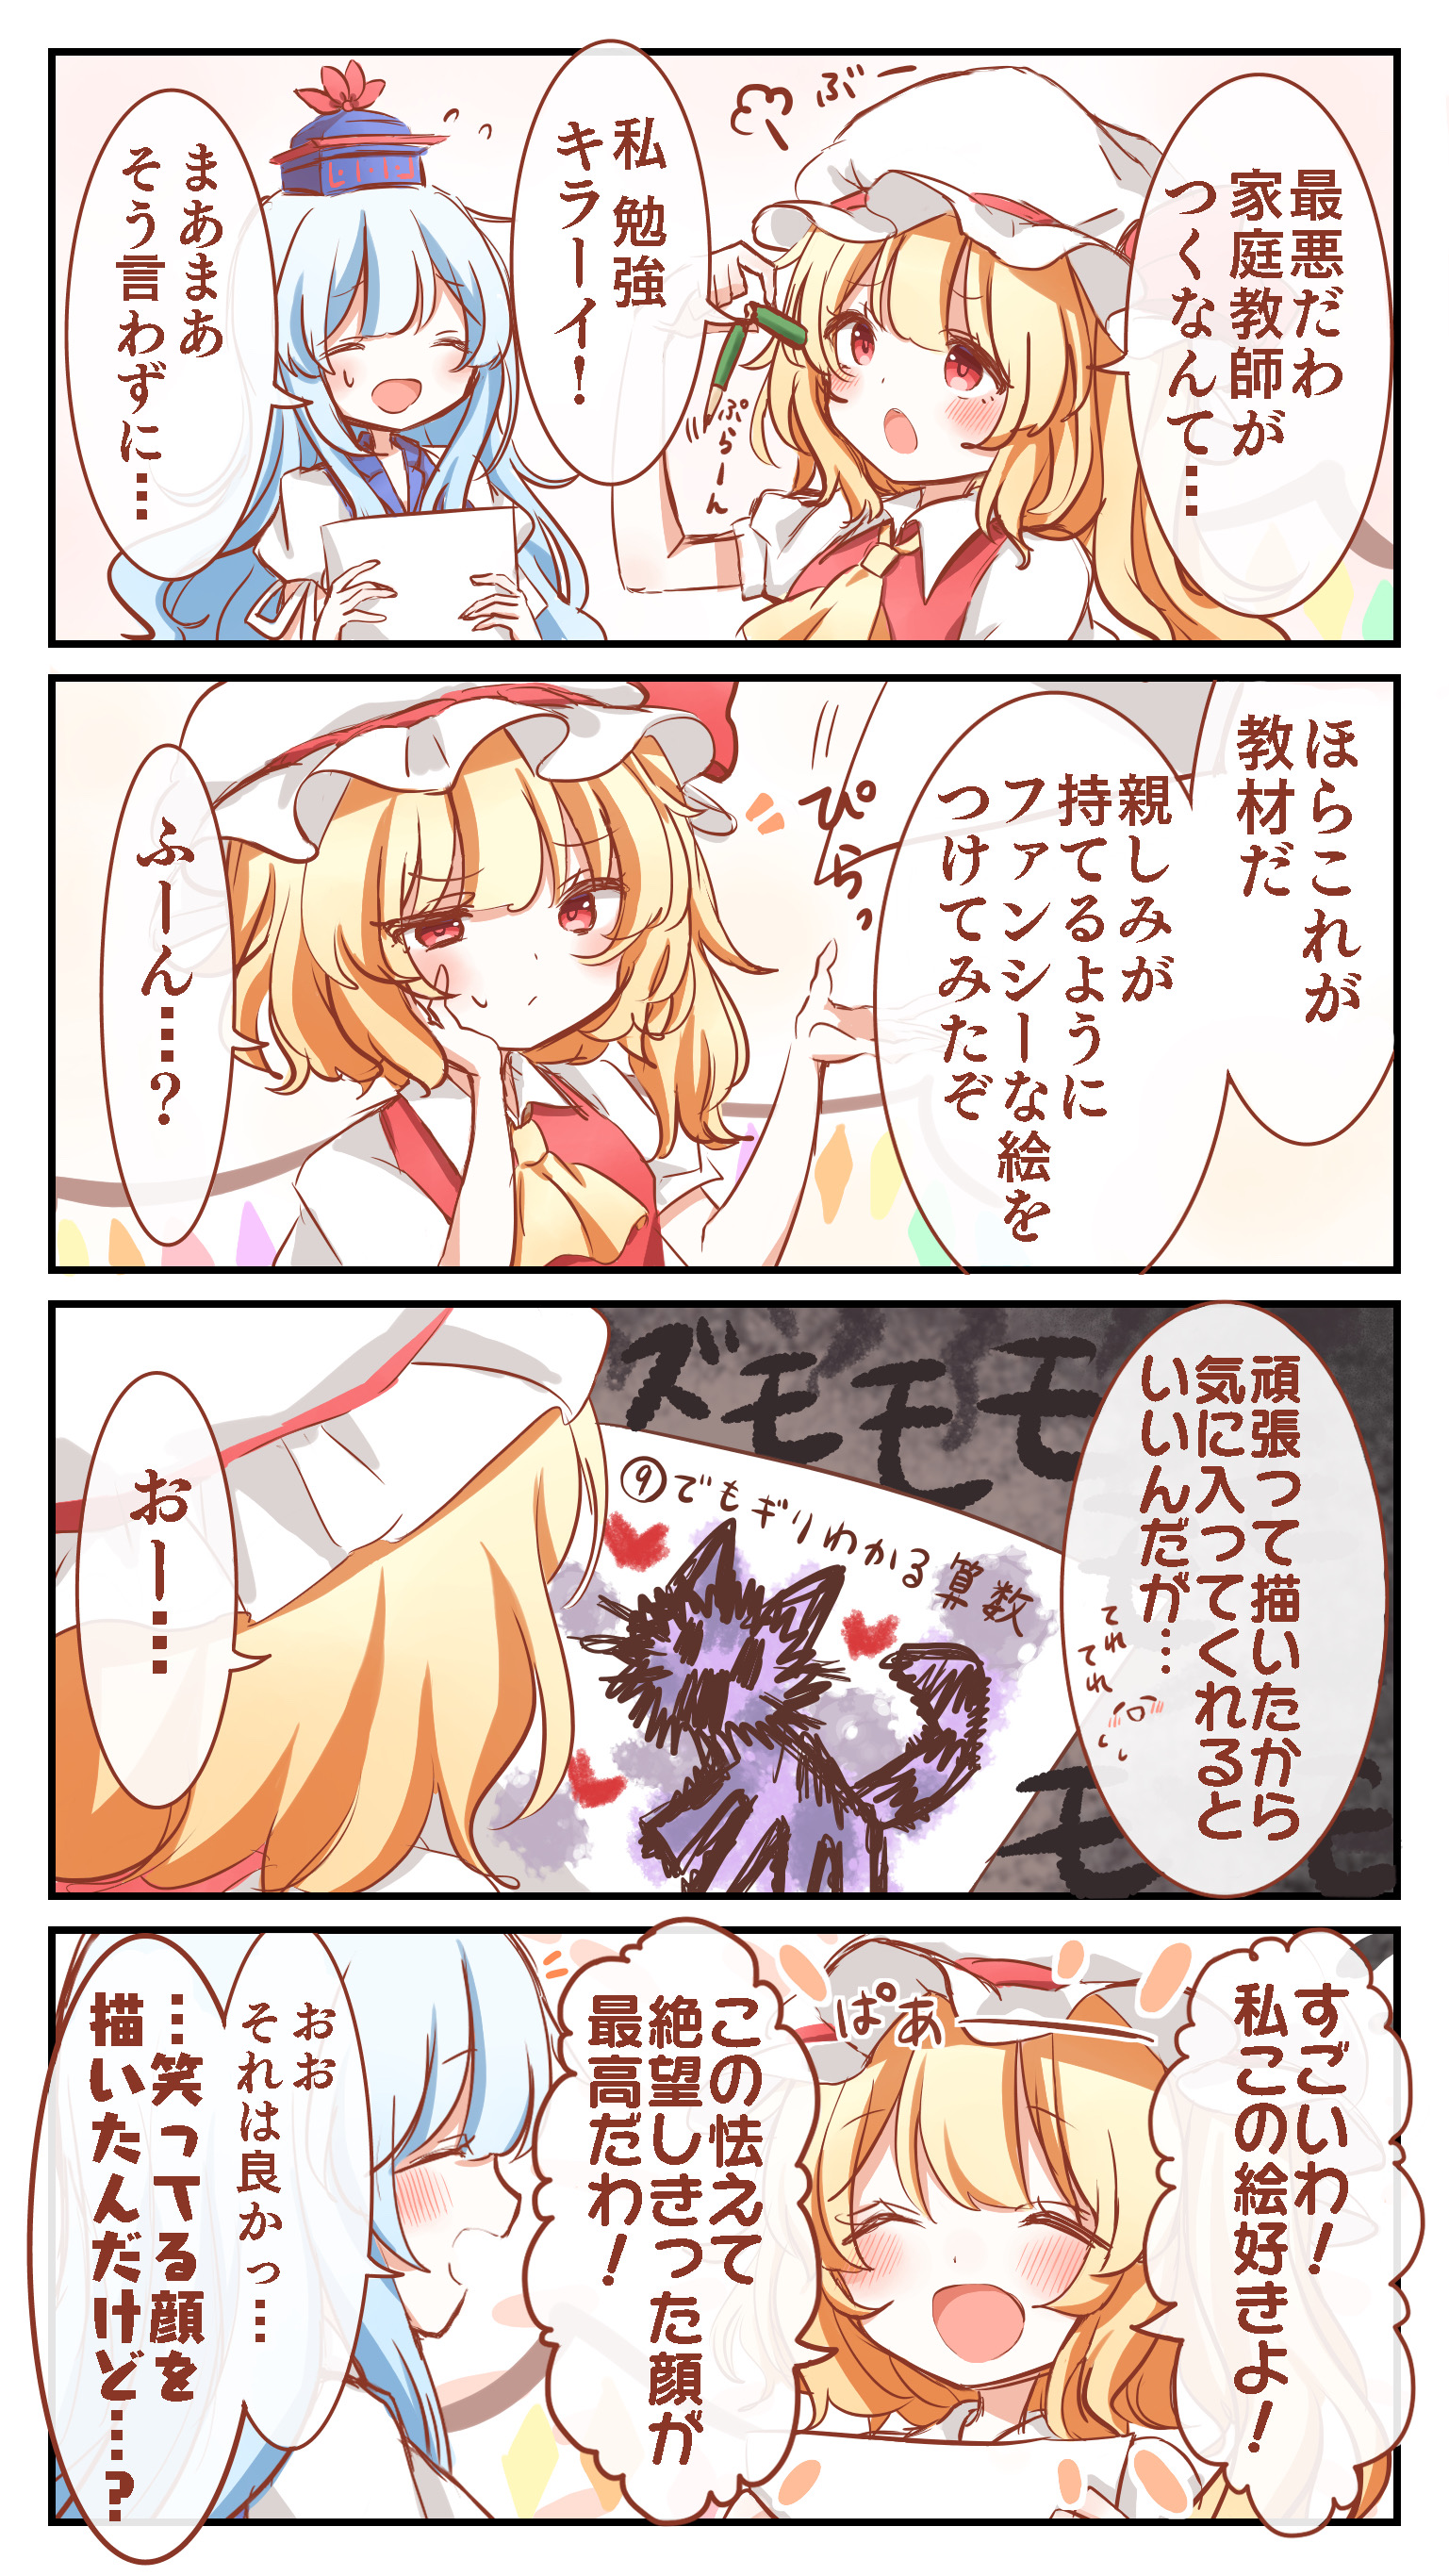 最悪だわ
家庭教師が
つくなんて…
ぶー
私 勉強
キラーイ!
ぷらーん
まあまあ
そう言わずに…
ほらこれが
教材だ
親しみが
持てるように
ファンシーな絵を
つけてみたぞ
ぴらっ
ふーん…?
頑張って描いたから
気に入ってくれると
いいんだが…
てれ
てれ
ズモモモ
モモ
⑨でもギリわかる算数
おー…
すごいわ!
私この絵好きよ!
ぱあー
この怯えて
絶望しきった顔が
最高だわ!
おお
それは良かっ…
…笑ってる顔を
描いたんだけど…?